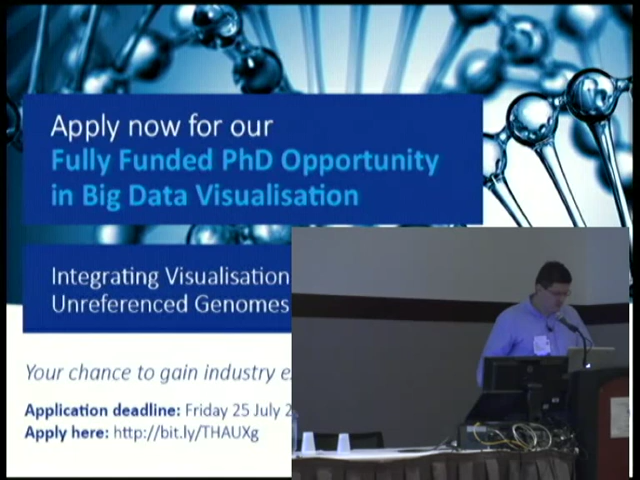 Apply now for our
Fully Funded PhD Opportunity
in Big Data Visualisation
Integrating Visualisation
Unreferenced Genomes
Your chance to gain industry
Application deadline: Friday 25 July
Apply here: http://bit.ly/THAUXg